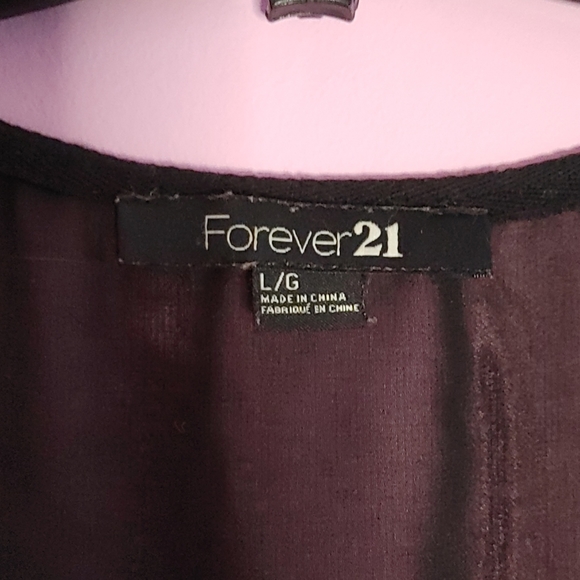 Forever21
L/G
MADE IN CHINA
FABRIQUÉ EN CHINE